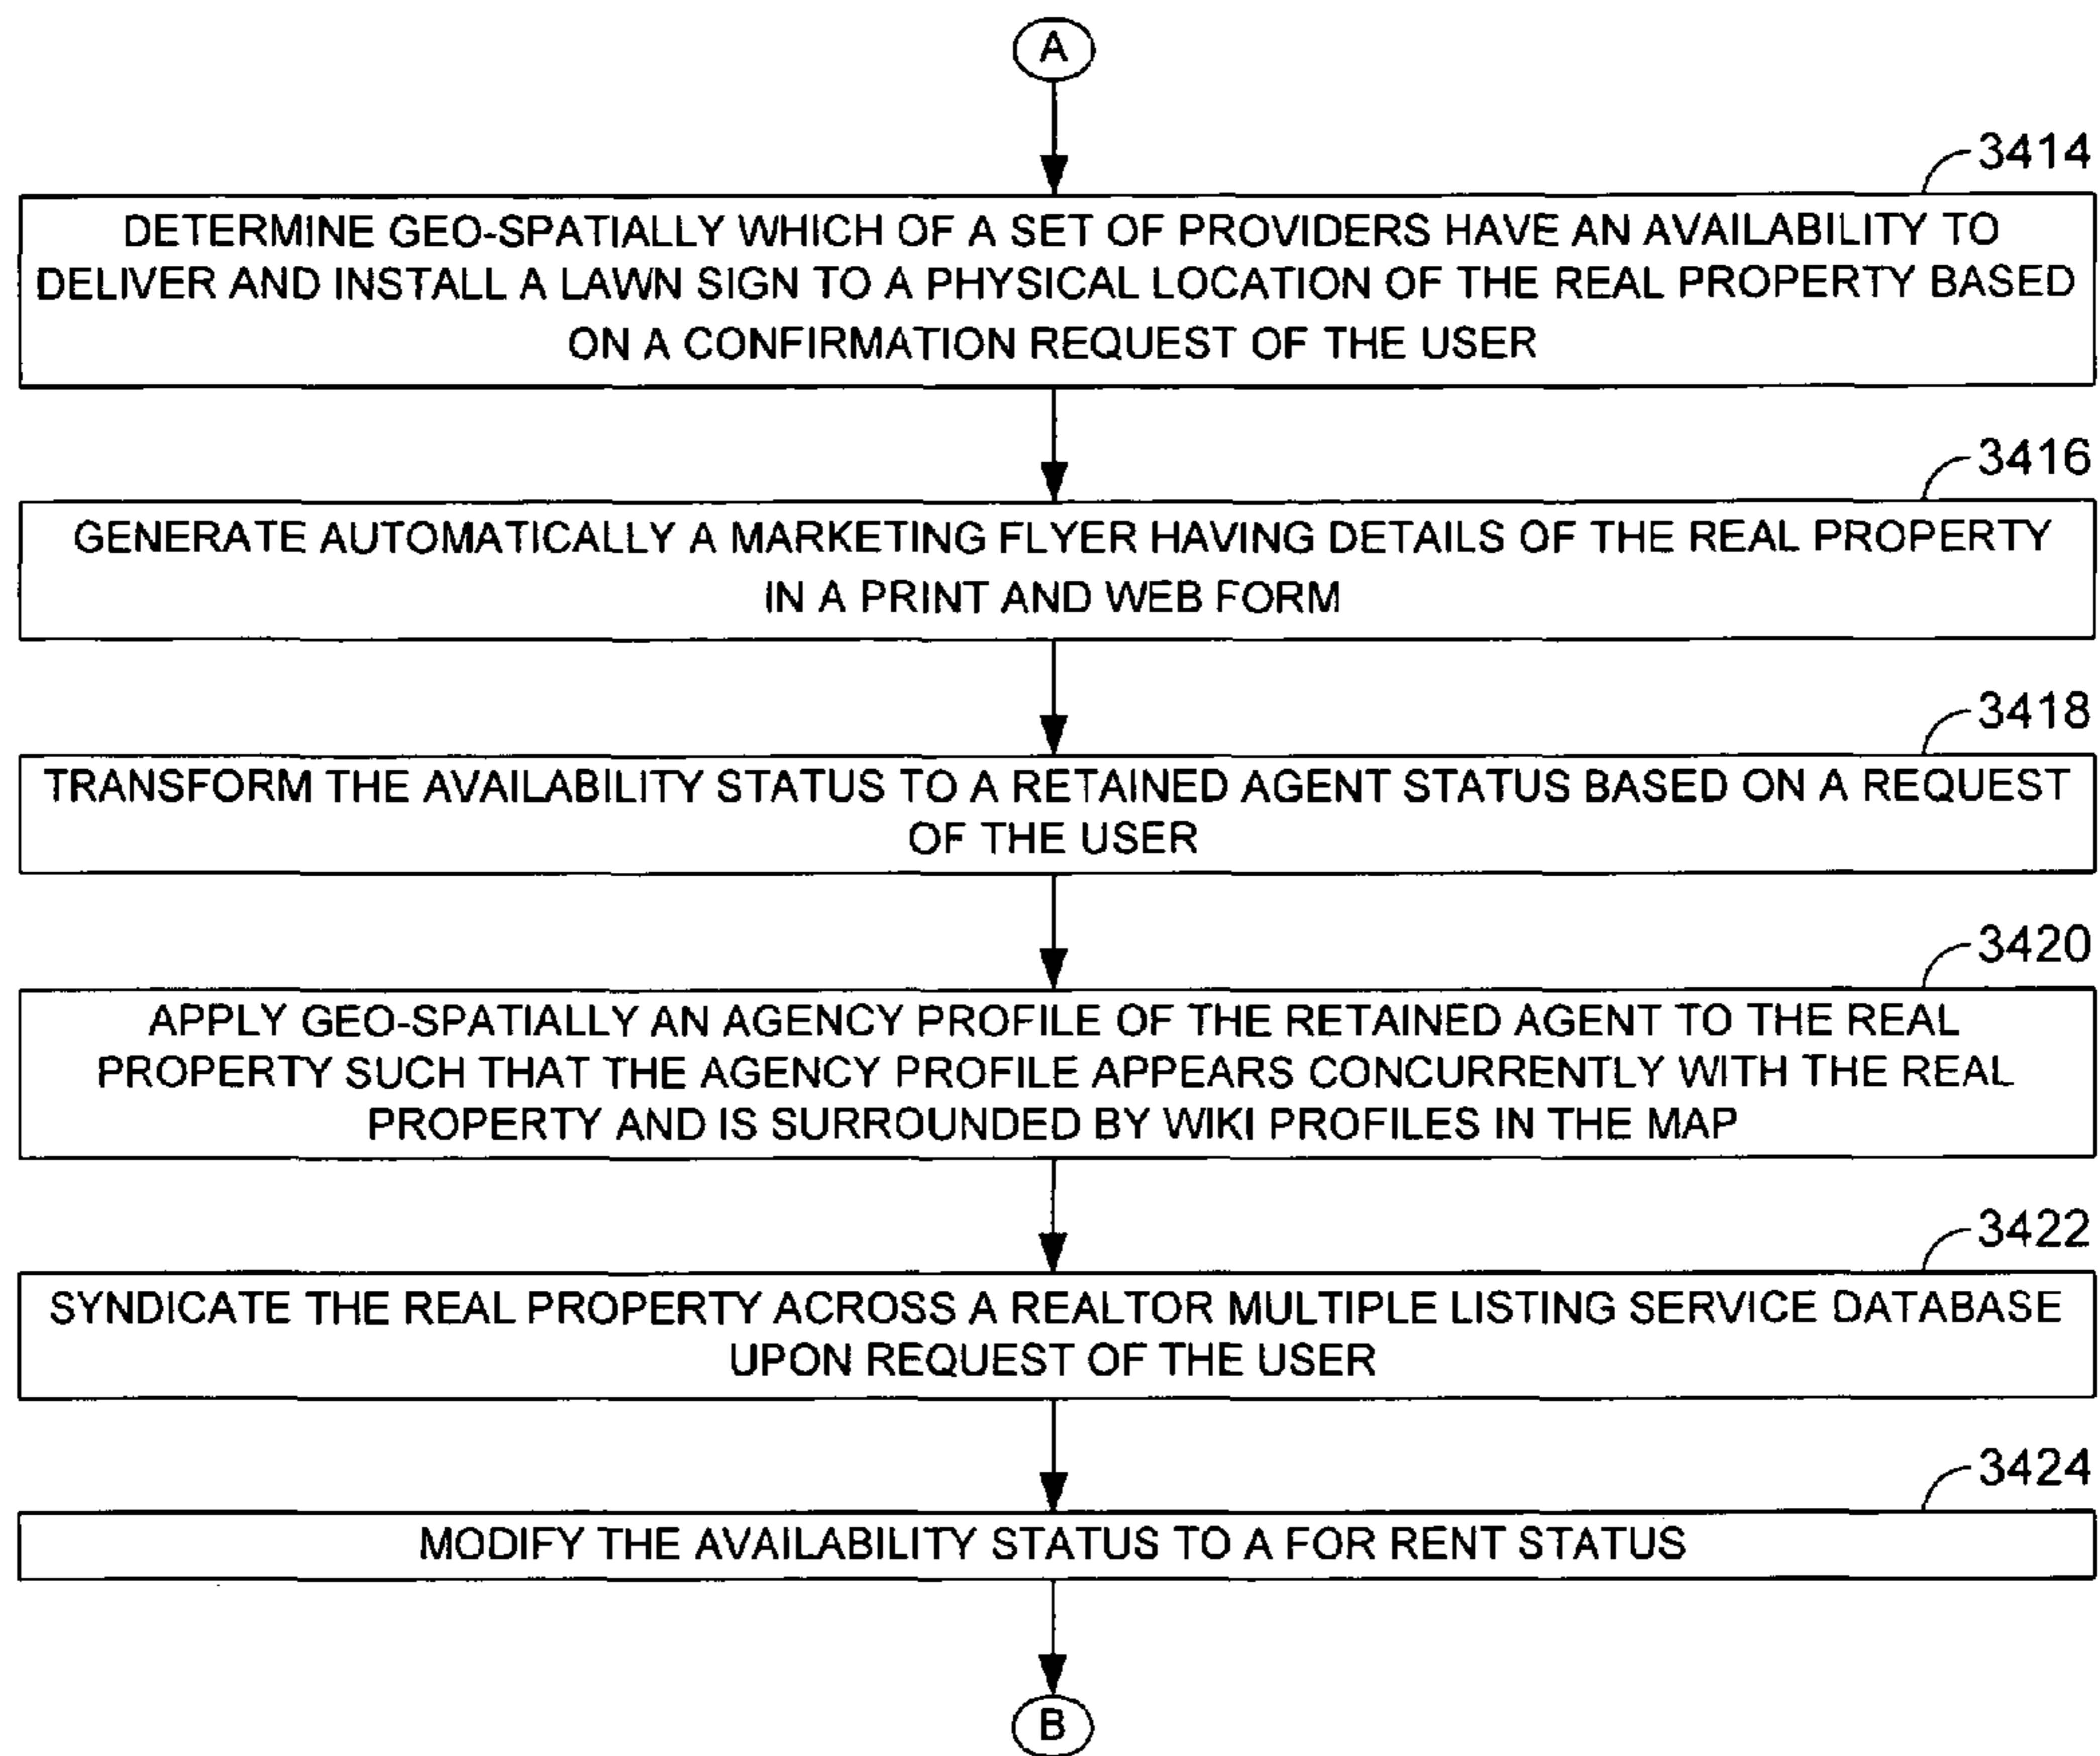 A
3414
DETERMINE GEO-SPATIALLY WHICH OF A SET OF PROVIDERS HAVE AN AVAILABILITY TO
DELIVER AND INSTALL A LAWN SIGN TO A PHYSICAL LOCATION OF THE REAL PROPERTY BASED
ON A CONFIRMATION REQUEST OF THE USER
3416
GENERATE AUTOMATICALLY A MARKETING FLYER HAVING DETAILS OF THE REAL PROPERTY
IN A PRINT AND WEB FORM
3418
TRANSFORM THE AVAILABILITY STATUS TO A RETAINED AGENT STATUS BASED ON A REQUEST
OF THE USER
3420
APPLY GEO-SPATIALLY AN AGENCY PROFILE OF THE RETAINED AGENT TO THE REAL
PROPERTY SUCH THAT THE AGENCY PROFILE APPEARS CONCURRENTLY WITH THE REAL
PROPERTY AND IS SURROUNDED BY WIKI PROFILES IN THE MAP
3422
SYNDICATE THE REAL PROPERTY ACROSS A REALTOR MULTIPLE LISTING SERVICE DATABASE
UPON REQUEST OF THE USER
3424
MODIFY THE AVAILABILITY STATUS TO A FOR RENT STATUS
B